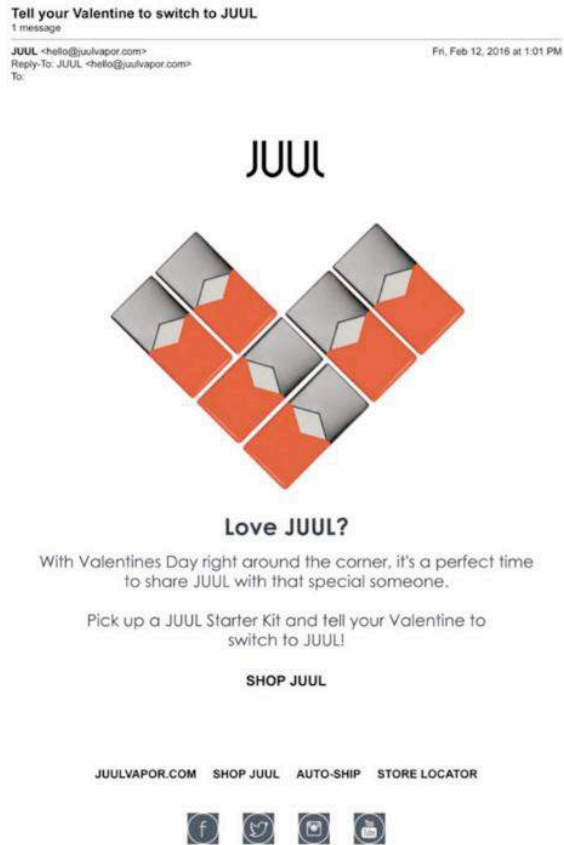 Tell your Valentine to switch to JUUL
1 message
JUUL <hello@juulvapor.com>
Fri, Feb 12, 2016 at 1:01 PM
Reply-To: JUUL <hello@juulvapor.com>
To:
JUUL
Love JUUL?
With Valentines Day right around the corner, it's a perfect time
to share JUUL with that special someone.
Pick up a JUUL Starter Kit and tell your Valentine to
switch to JUUL!
SHOP JUUL
JUULVAPOR.COM SHOP JUUL AUTO-SHIP STORE LOCATOR
f You Tube